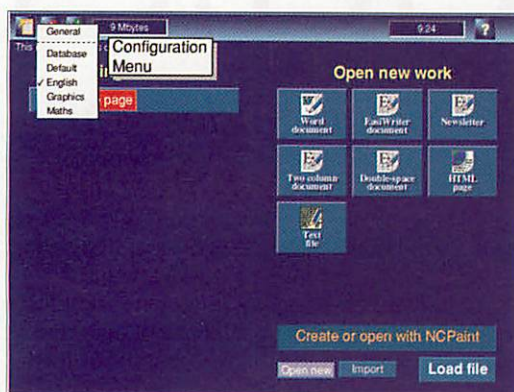 General
9 Mbytes
9:24
?
This
Database
Default
✓ English
Graphics
Maths
Configuration
Menu
page
Open new work
Word
document
EasiWriter
document
Newsletter
Two column
document
Double-space
document
HTML
page
Text
file
Create or open with NCPaint
Open new
Import
Load file